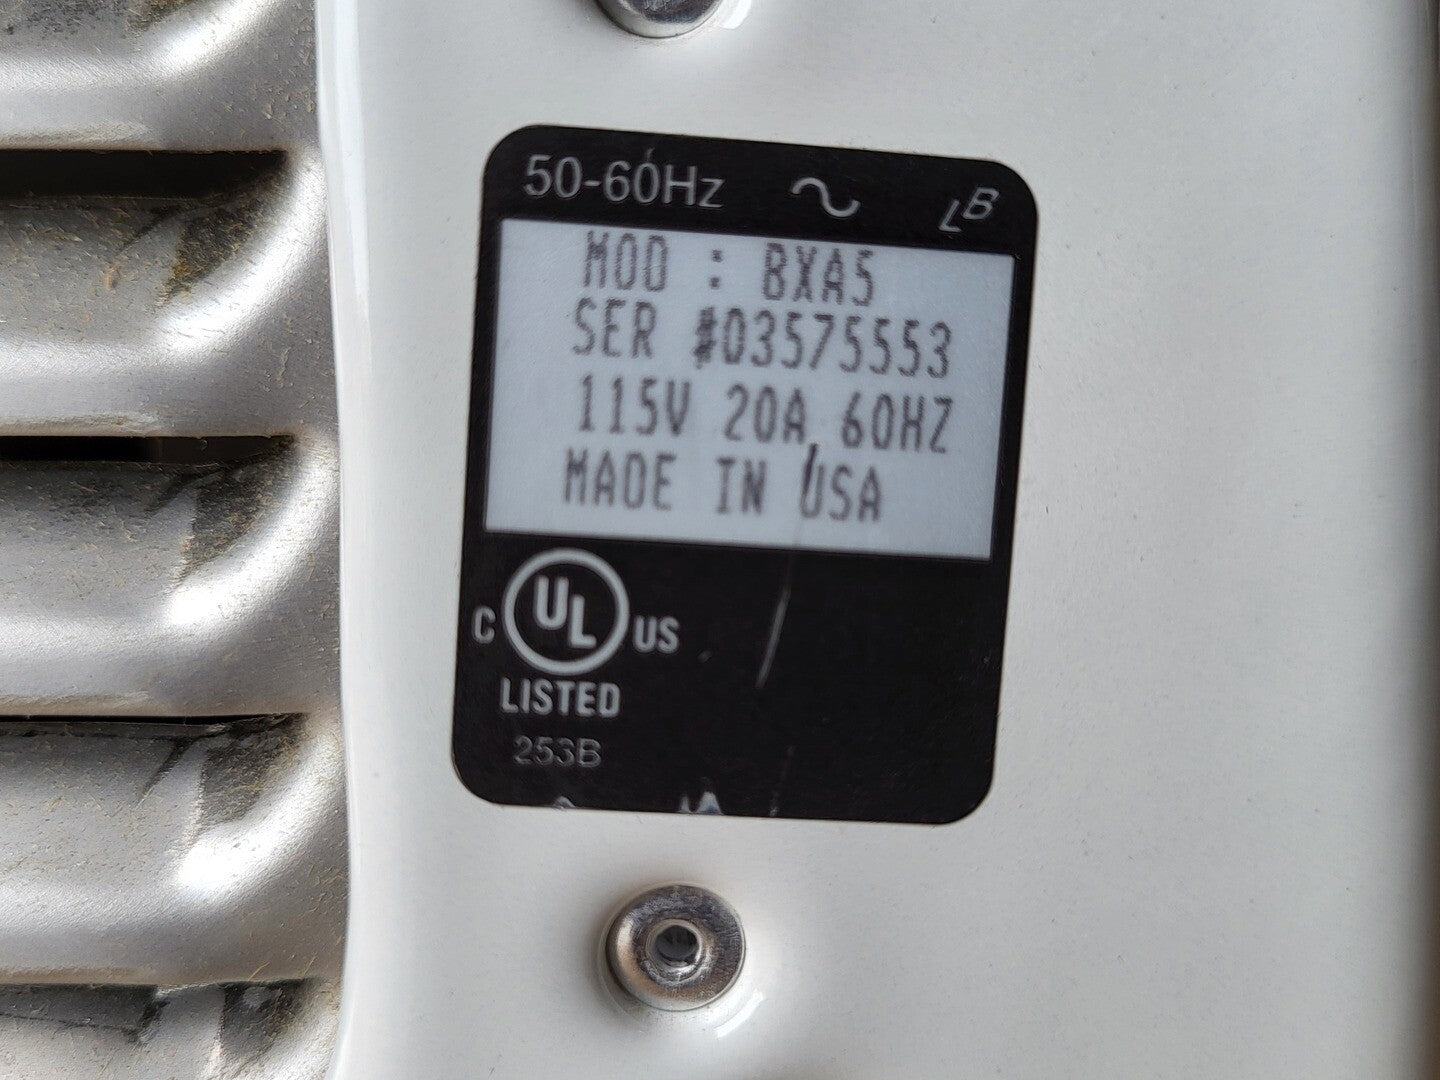 50-60Hz LB
MOD : BXA5
SER #03575553
115V 20A 60HZ
MADE IN USA
C UL US
LISTED
253B